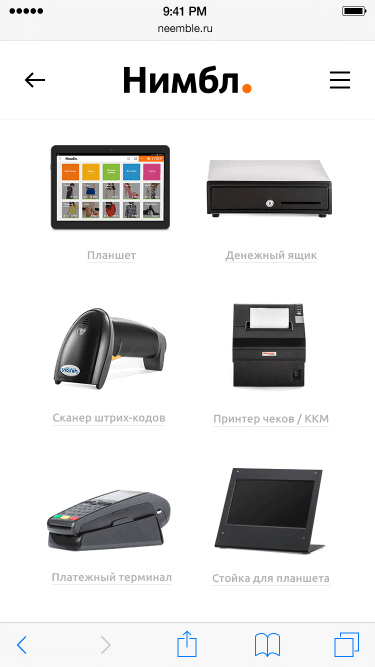 9:41 PM
neemble.ru
Нимбл.
Нимбл.
Планшет
Денежный ящик
Сканер штрих-кодов
Принтер чеков / ККМ
Платежный терминал
Стойка для планшета